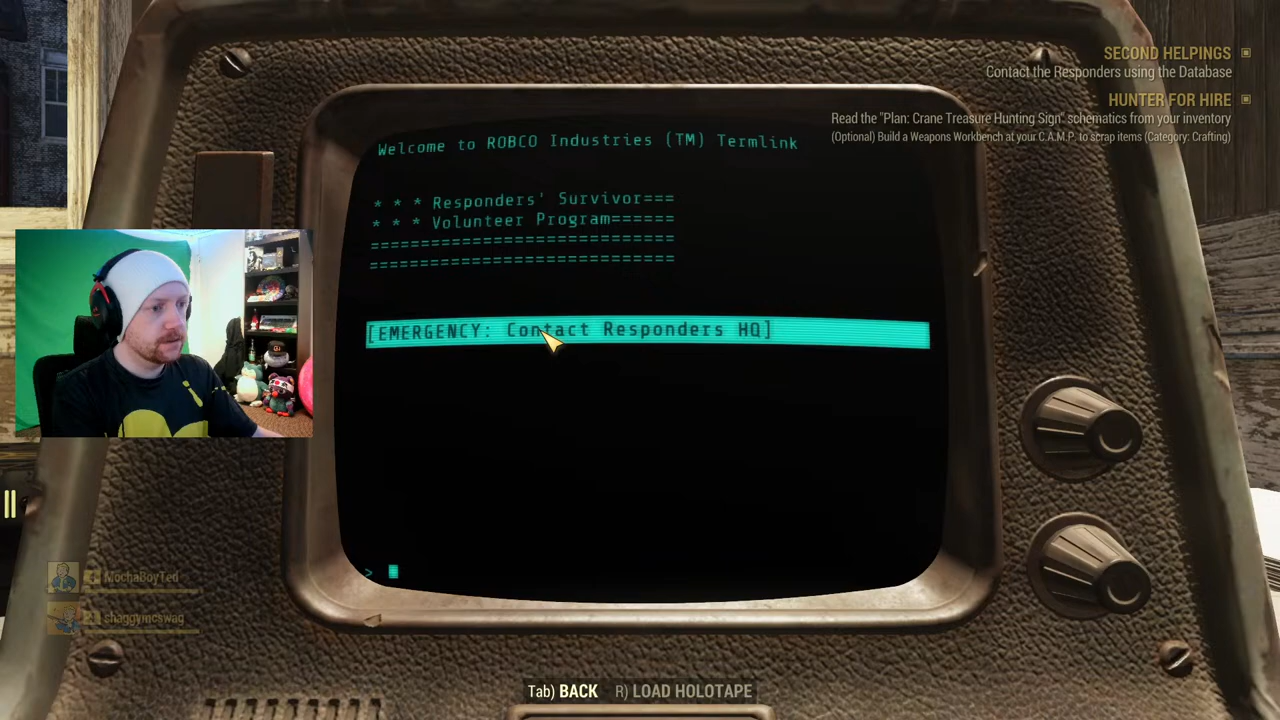 SECOND HELPINGS
Contact the Responders using the Database
HUNTER FOR HIRE
Read the "Plan: Crane Treasure Hunting Sign" schematics from your inventory
(Optional) Build a Weapons Workbench at your C.A.M.P. to scrap items (Category: Crafting)
Welcome to ROBCO Industries (TM) Termlink
* * * Responders' Survivor===
* * * Volunteer Program======
===========================
===========================
[EMERGENCY: Contact Responders HQ]
>
MochaBoyTed
shaggyincswag
Tab) BACK R) LOAD HOLOTAPE